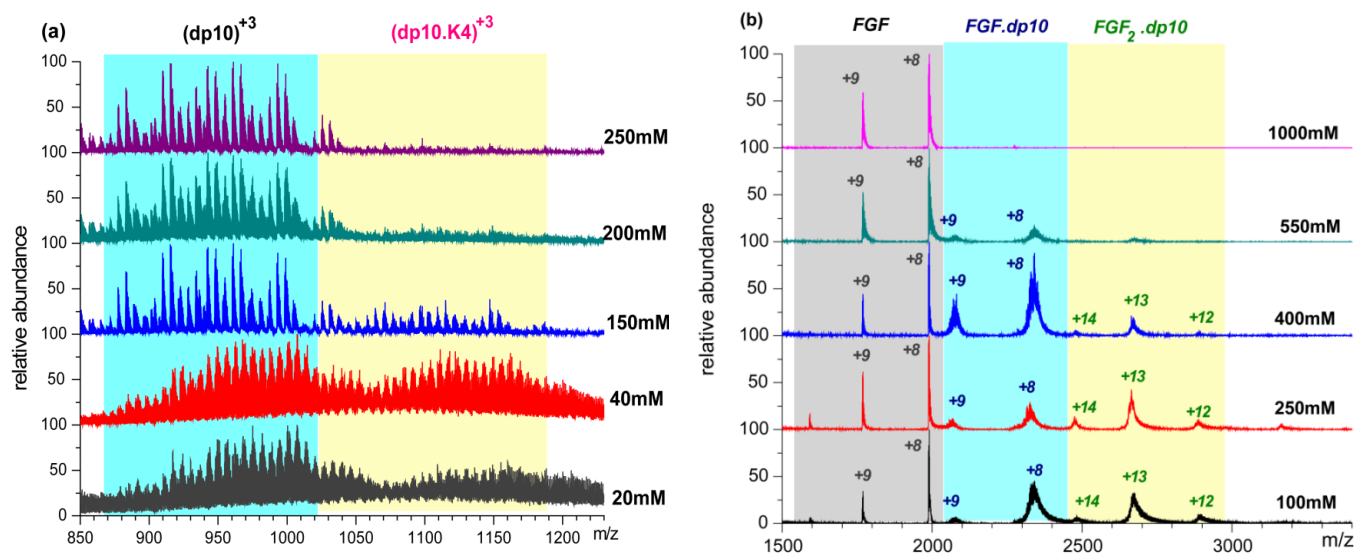 (a)
(dp10)+3
(dp10.K4)+3
relative abundance
100
50
250mM
100
50
200mM
100
50
150mM
100
50
40mM
100
50
20mM
0
850 900 950 1000 1050 1100 1150 1200 m/z
(b)
FGF
FGF.dp10
FGF2 .dp10
relative abundance
100
+8
+9
50
1000mM
100
+9
+8
50
+9
+8
550mM
100
+8
+9
+9
+8
50
+14
+13
+12
400mM
100
+9
+8
+9
+8
50
+14
+13
+12
250mM
100
+8
+9
+9
+8
50
+14
+13
+12
100mM
0
1500 2000 2500 3000 m/z